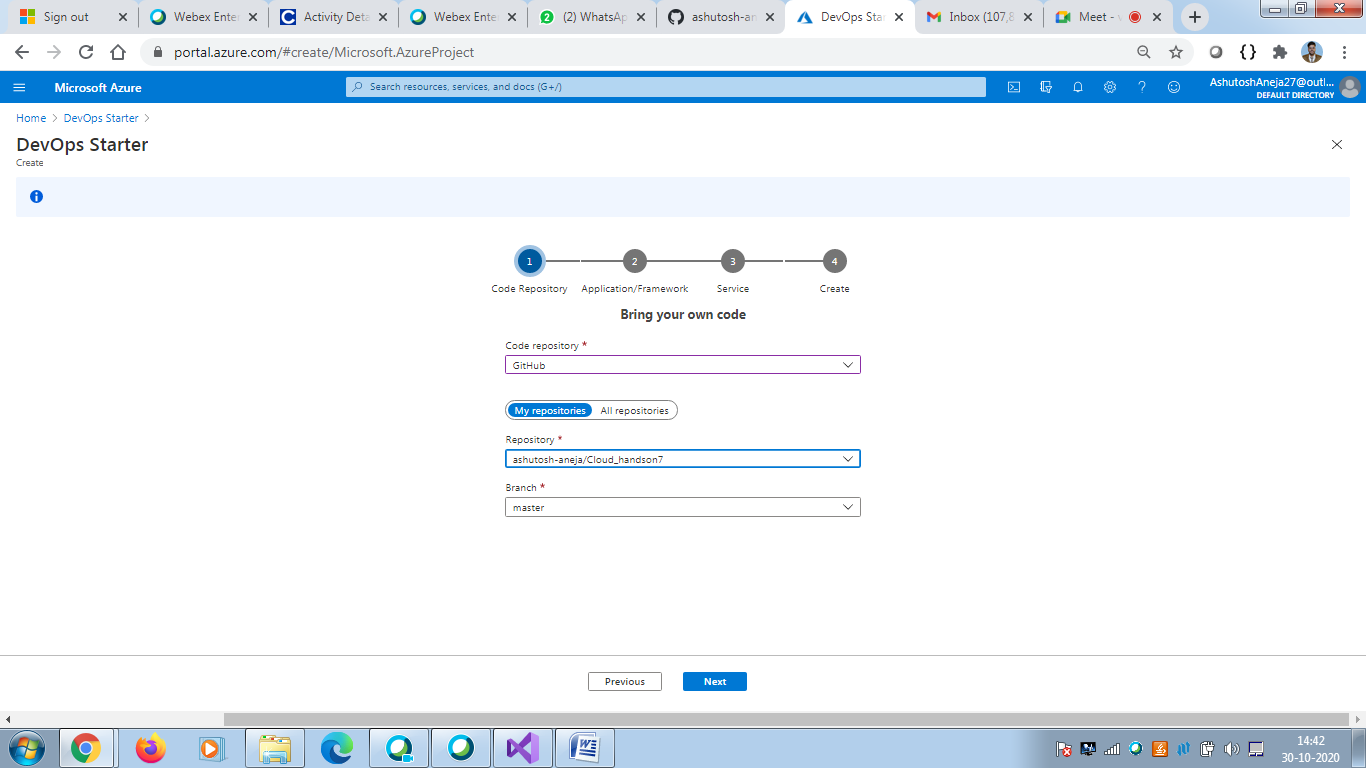 Sign out
Webex Ente
Activity Deta
Webex Ente
(2) WhatsAp
ashutosh-an
DevOps Star
Inbox (107,8
Meet -
portal.azure.com/#create/Microsoft.AzureProject
Microsoft Azure
Search resources, services, and docs (G+/)
AshutoshAneja27@outl...
DEFAULT DIRECTORY
Home > DevOps Starter >
DevOps Starter
Create
1 2 3 4
Code Repository Application/Framework Service Create
Bring your own code
Code repository *
GitHub
My repositories All repositories
Repository *
ashutosh-aneja/Cloud_handson7
Branch *
master
Previous Next
14:42
30-10-2020